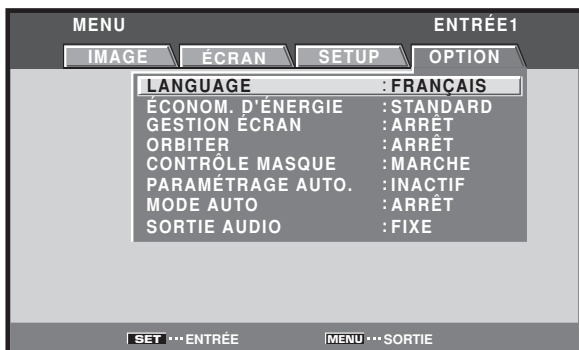 MENU ENTRÉE1
IMAGE ÉCRAN SETUP OPTION
LANGUAGE :FRANÇAIS
ÉCONOM. D'ÉNERGIE :STANDARD
GESTION ÉCRAN :ARRÊT
ORBITER :ARRÊT
CONTRÔLE MASQUE :MARCHE
PARAMÉTRAGE AUTO. :INACTIF
MODE AUTO :ARRÊT
SORTIE AUDIO :FIXE
SET ···ENTRÉE MENU ···SORTIE